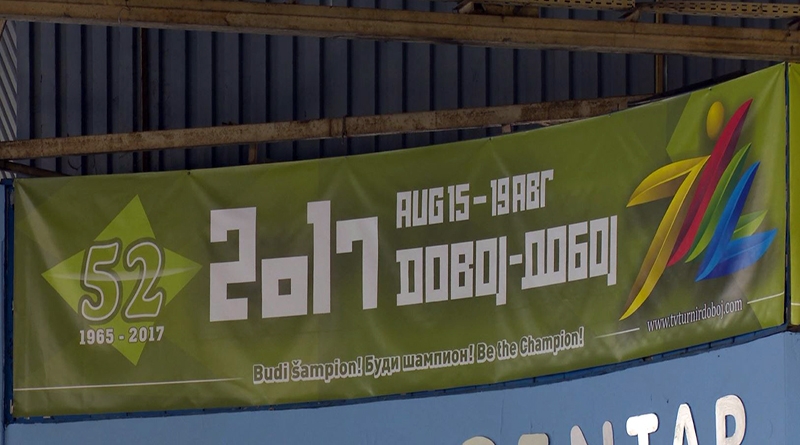 52
1965 - 2017
2017
AUG 15 - 19 АВГ
DOBOJ-ДОБОЈ
Budi šampion! Буди шампион! Be the Champion!
www.tvturnirdoboj.com
CENTAR